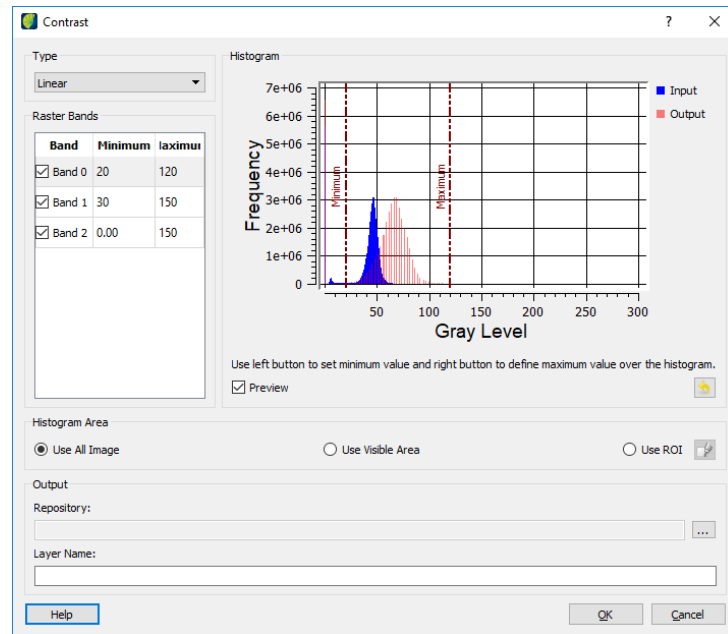 Contrast
Type
Linear
Raster Bands
Band Minimum laximur
Band 0 20 120
Band 1 30 150
Band 2 0.00 150
Histogram
7e+06
6e+06
5e+06
4e+06
3e+06
2e+06
1e+06
0
Frequency
Minimum
Maximum
50 100 150 200 250 300
Gray Level
Input
Output
Use left button to set minimum value and right button to define maximum value over the histogram.
Preview
Histogram Area
Use All Image Use Visible Area Use ROI
Output
Repository:
...
Layer Name:
Help OK Cancel